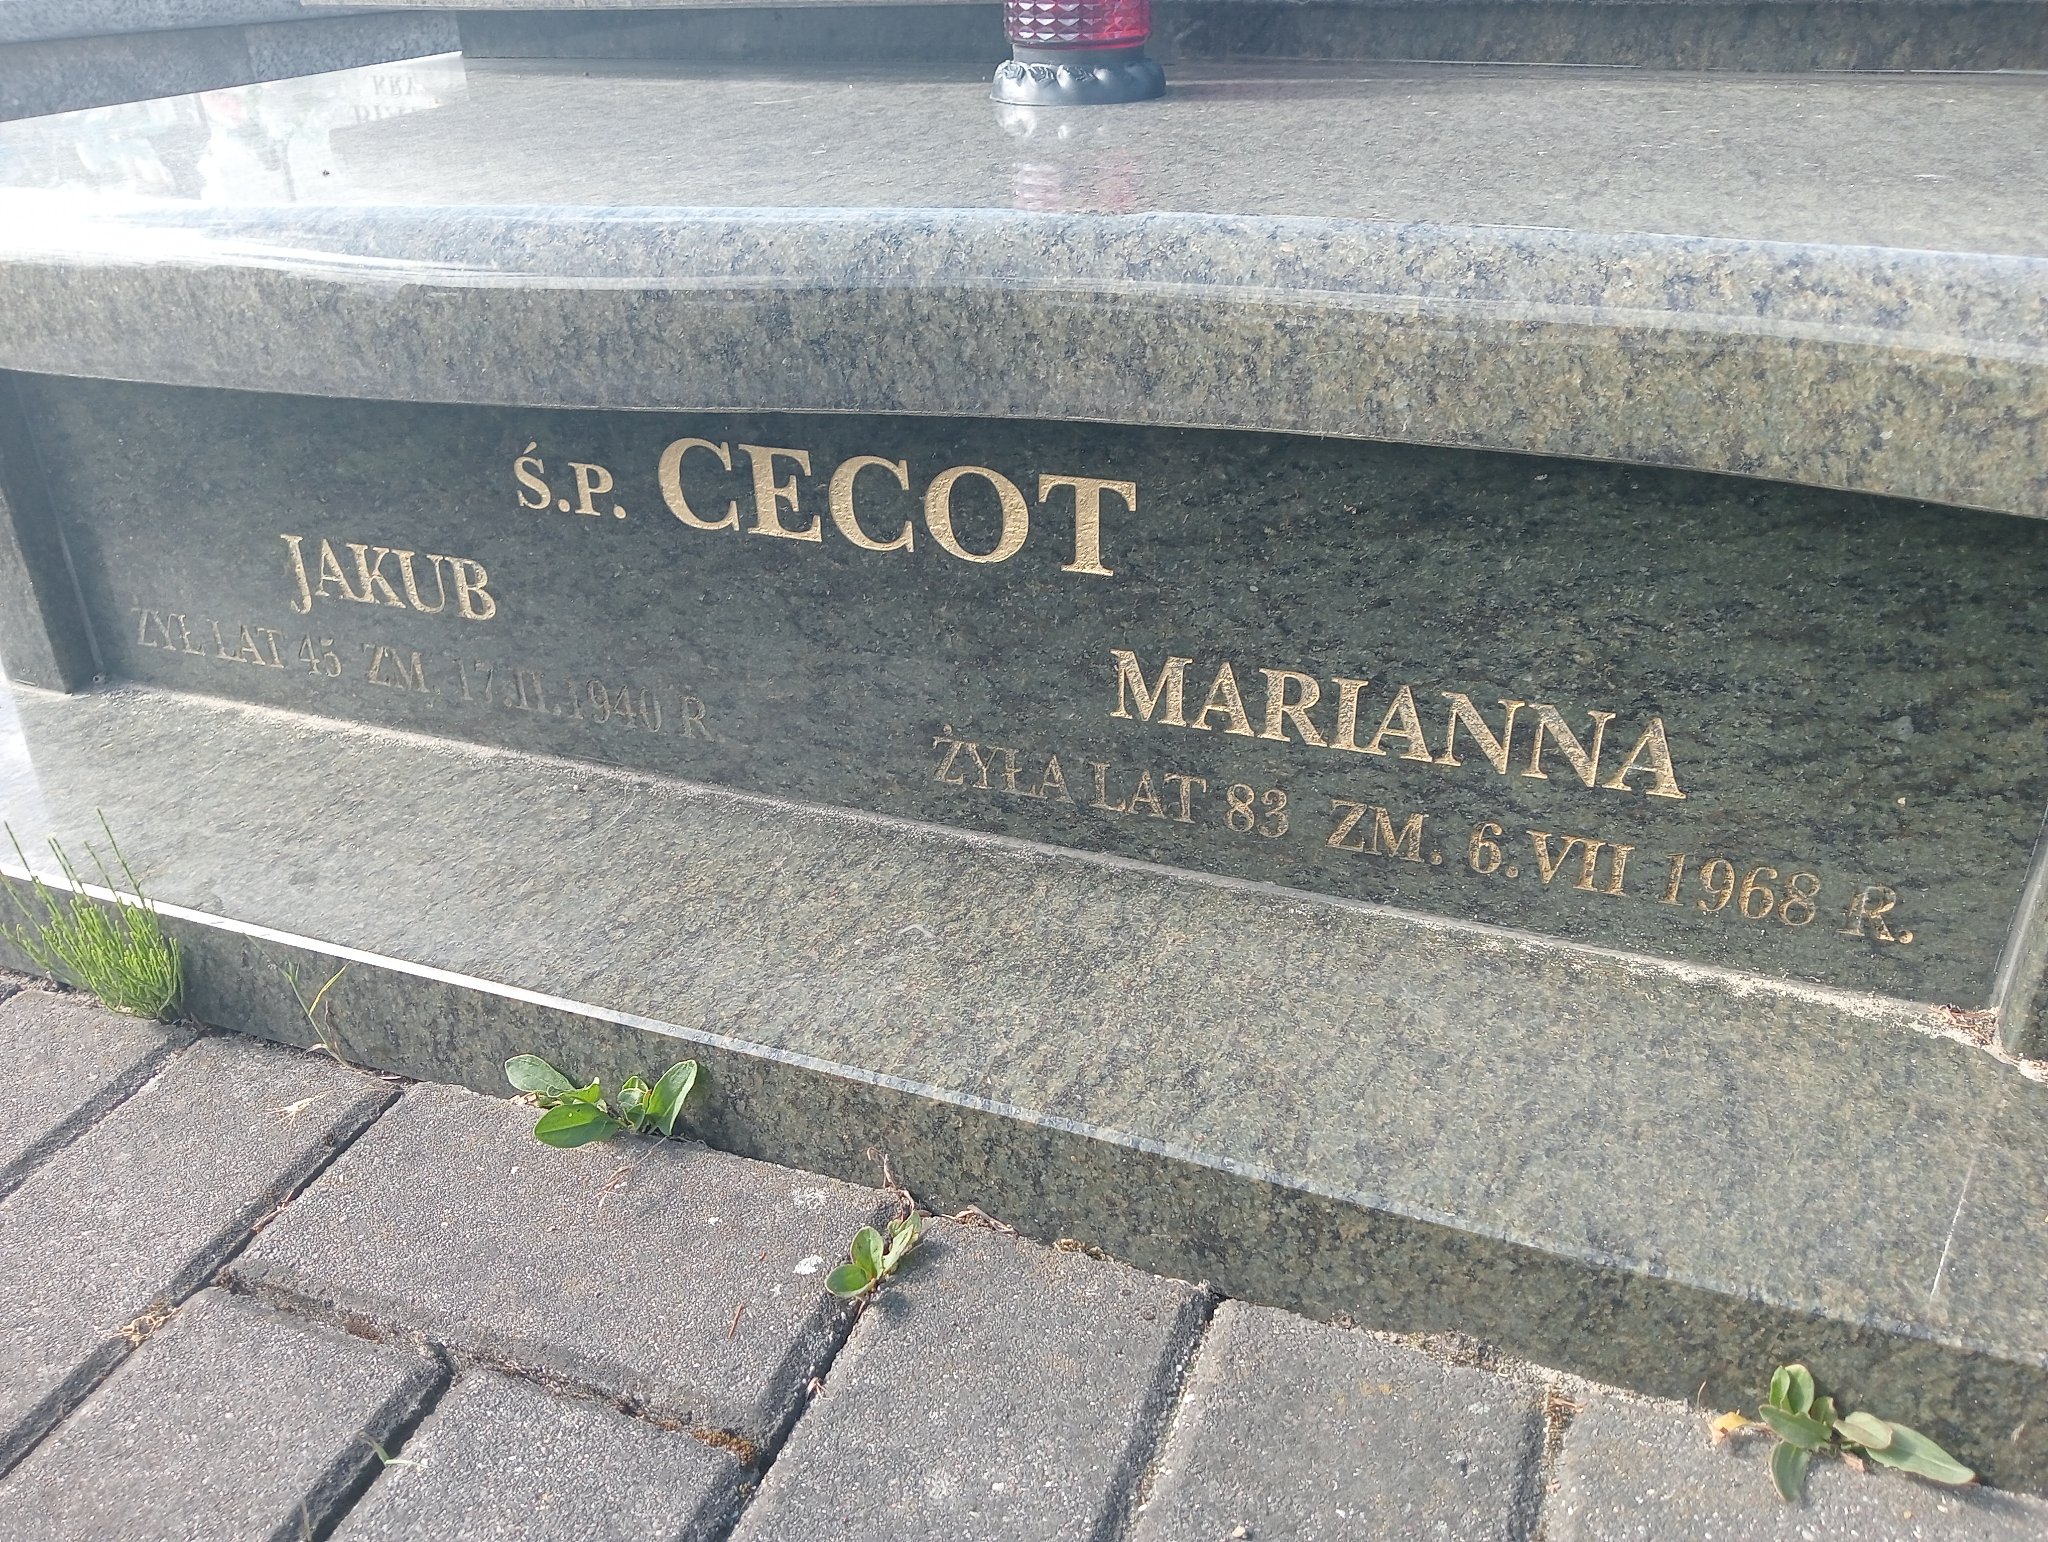 Ś.P. CECOT
JAKUB
ŻYŁ LAT 45 ZM. 17.II.1940 R
MARIANNA
ŻYŁA LAT 83 ZM. 6.VII 1968 R.